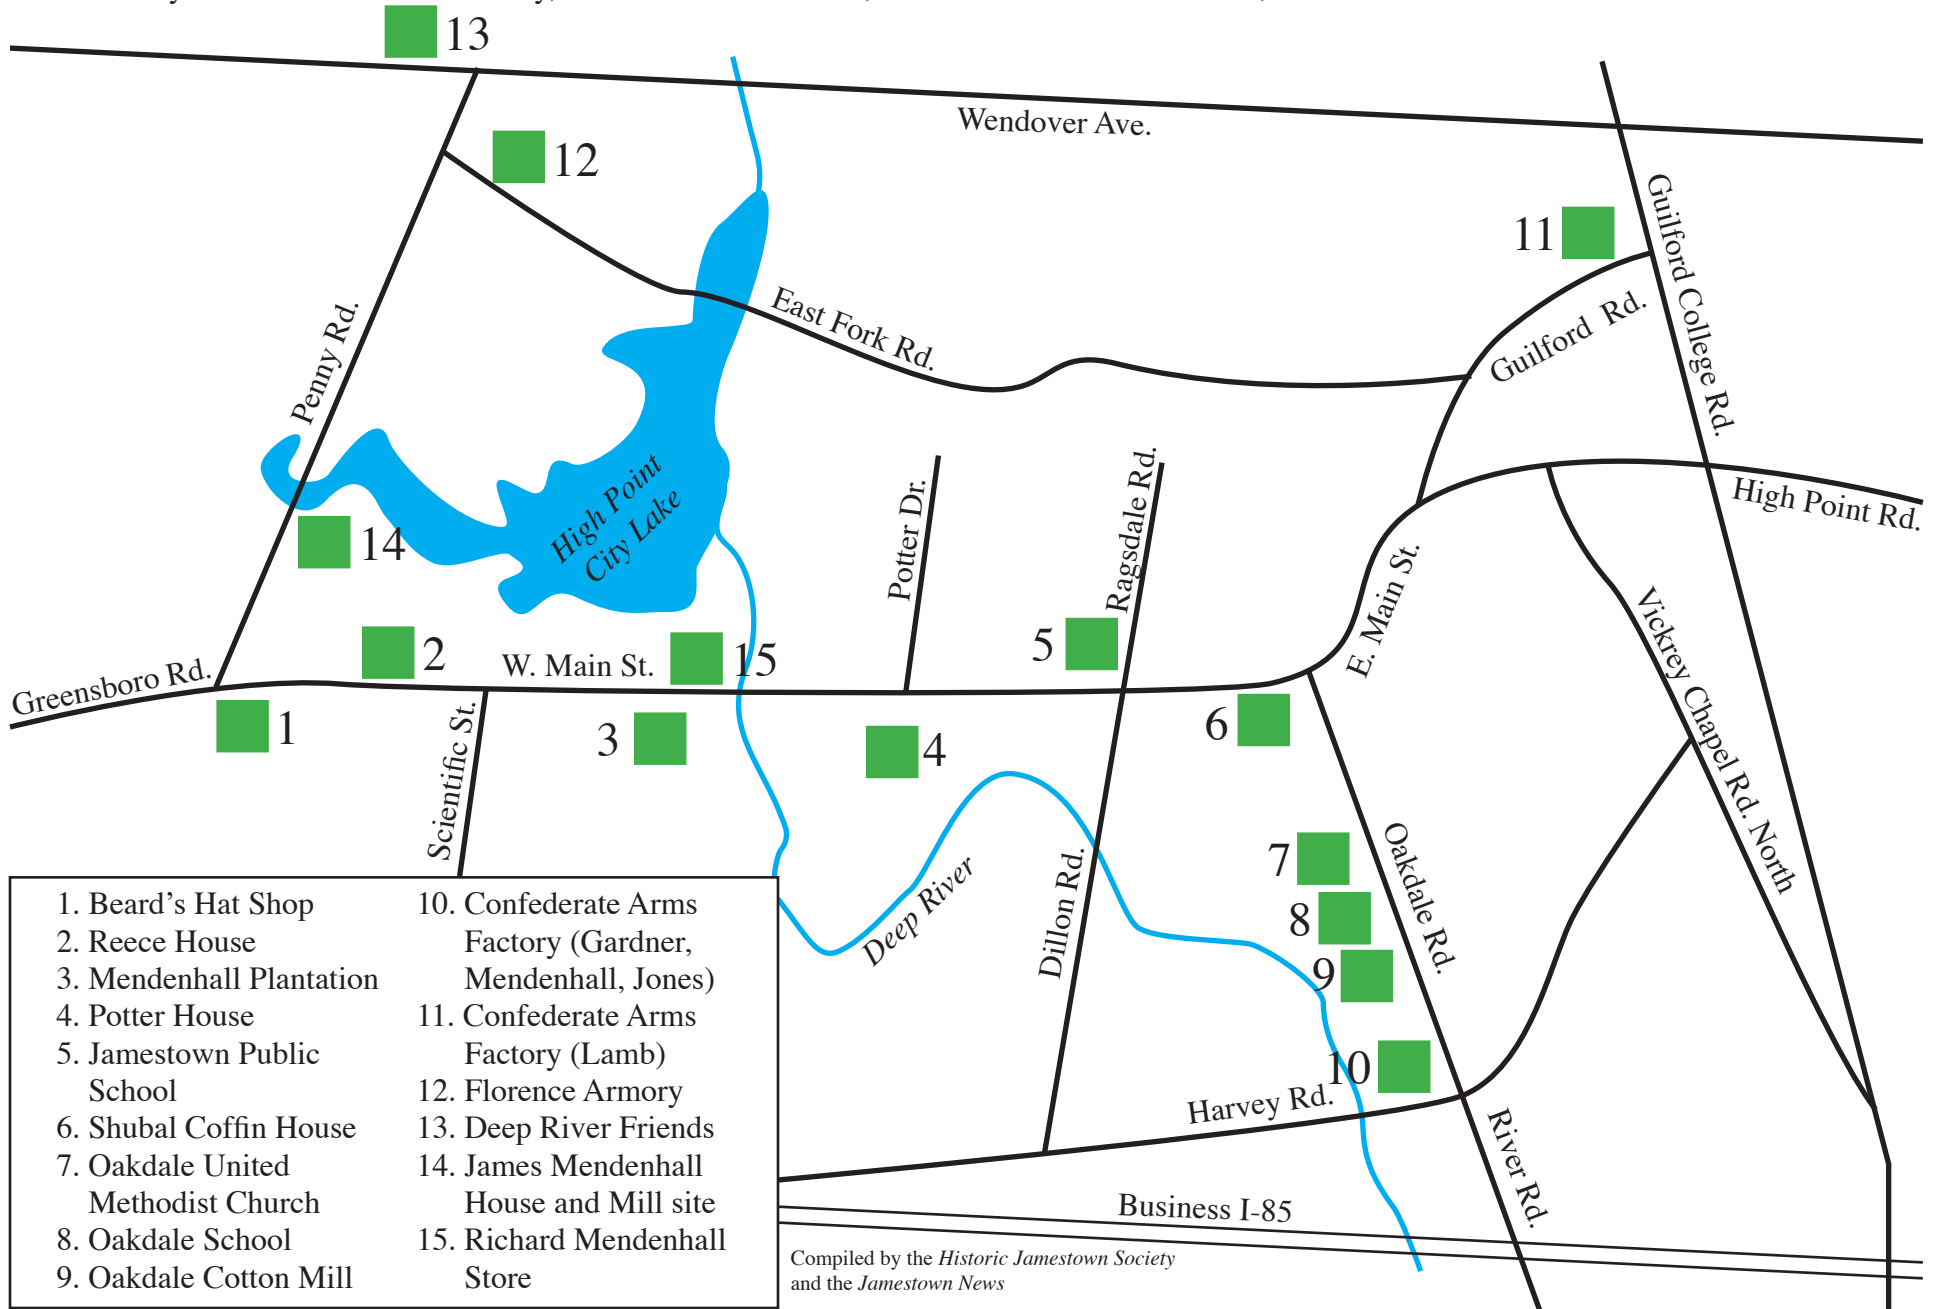 13
Wendover Ave.
12
11
Guilford College Rd.
Guilford Rd.
East Fork Rd.
Penny Rd.
High Point
City Lake
14
Potter Dr.
Ragsdale Rd.
High Point Rd.
E. Main St.
Vickrey Chapel Rd. North
2
W. Main St.
15
5
Greensboro Rd.
1
Scientific St.
3
4
6
7
Oakdale Rd.
8
Deep River
Dillon Rd.
9
10
Harvey Rd.
River Rd.
Business I-85
1. Beard's Hat Shop
2. Reece House
3. Mendenhall Plantation
4. Potter House
5. Jamestown Public
School
6. Shubal Coffin House
7. Oakdale United
Methodist Church
8. Oakdale School
9. Oakdale Cotton Mill
10. Confederate Arms
Factory (Gardner,
Mendenhall, Jones)
11. Confederate Arms
Factory (Lamb)
12. Florence Armory
13. Deep River Friends
14. James Mendenhall
House and Mill site
15. Richard Mendenhall
Store
Compiled by the Historic Jamestown Society
and the Jamestown News